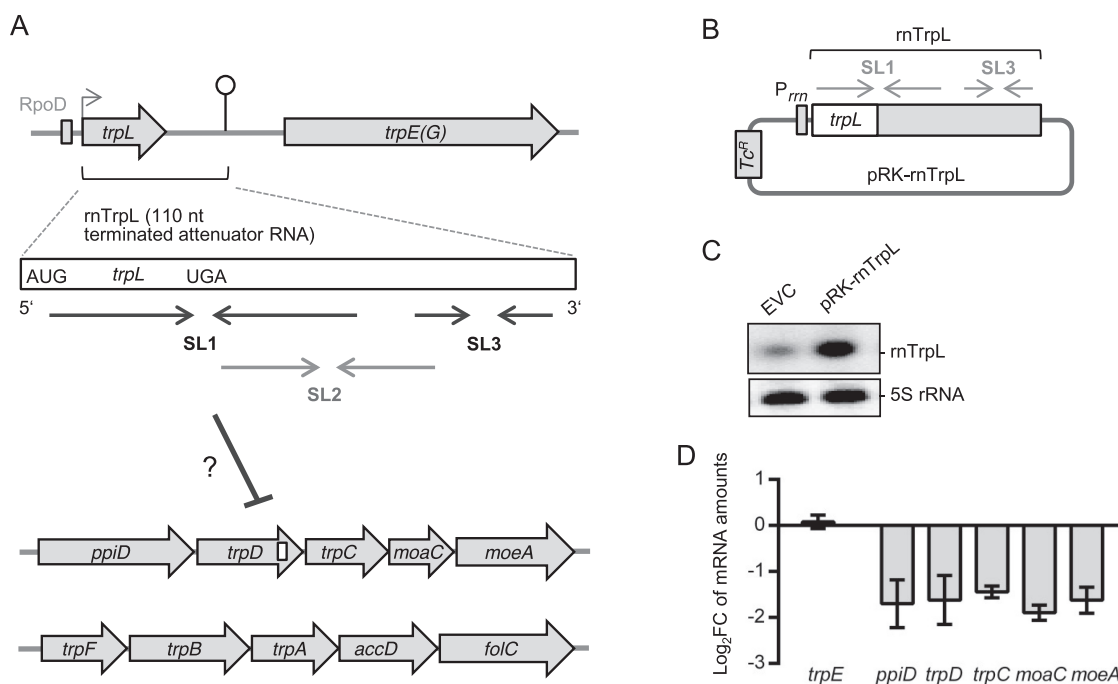 A
RpoD
trpL
trpE(G)
rnTrpL (110 nt
terminated attenuator RNA)
AUG trpL UGA
5‘ 3‘
SL1 SL3
SL2
?
ppiD trpD trpC moaC moeA
trpF trpB trpA accD folC
B
rnTrpL
SL1 SL3
Prrn
trpL
TcR
pRK-rnTrpL
C
EVC pRK-rnTrpL
rnTrpL
5S rRNA
D
Log2FC of mRNA amounts
1
0
-1
-2
-3
trpE ppiD trpD trpC moaC moeA